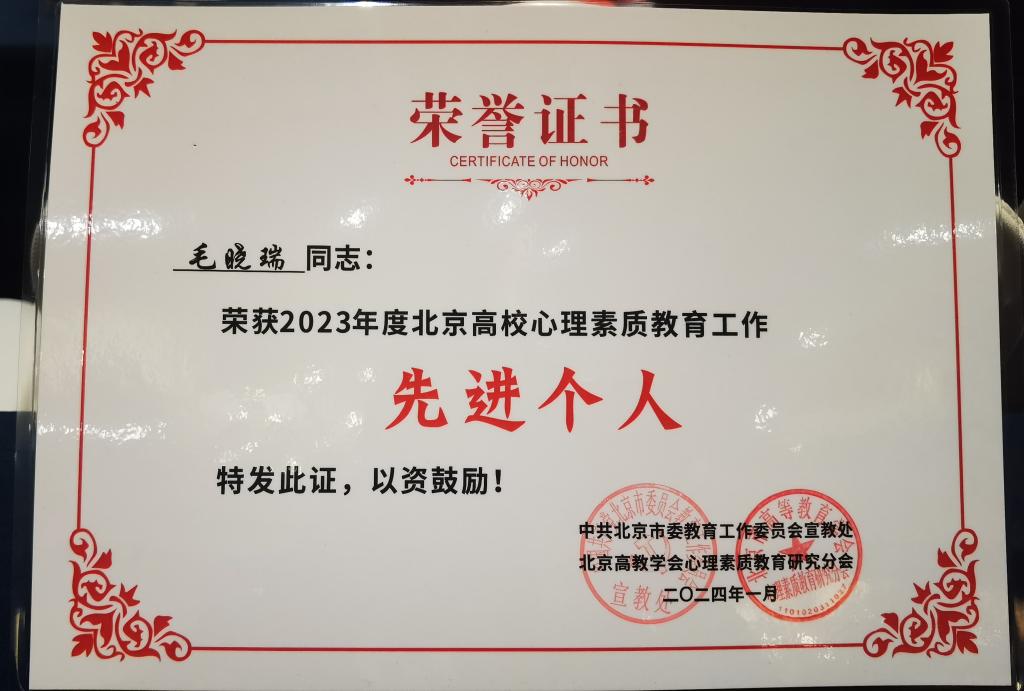 荣誉证书
CERTIFICATE OF HONOR
毛晓瑞 同志：
荣获2023年度北京高校心理素质教育工作
先进个人
特发此证，以资鼓励！
中共北京市委教育工作委员会宣教处
北京高教学会心理素质教育研究分会
二〇二四年一月
宣教处